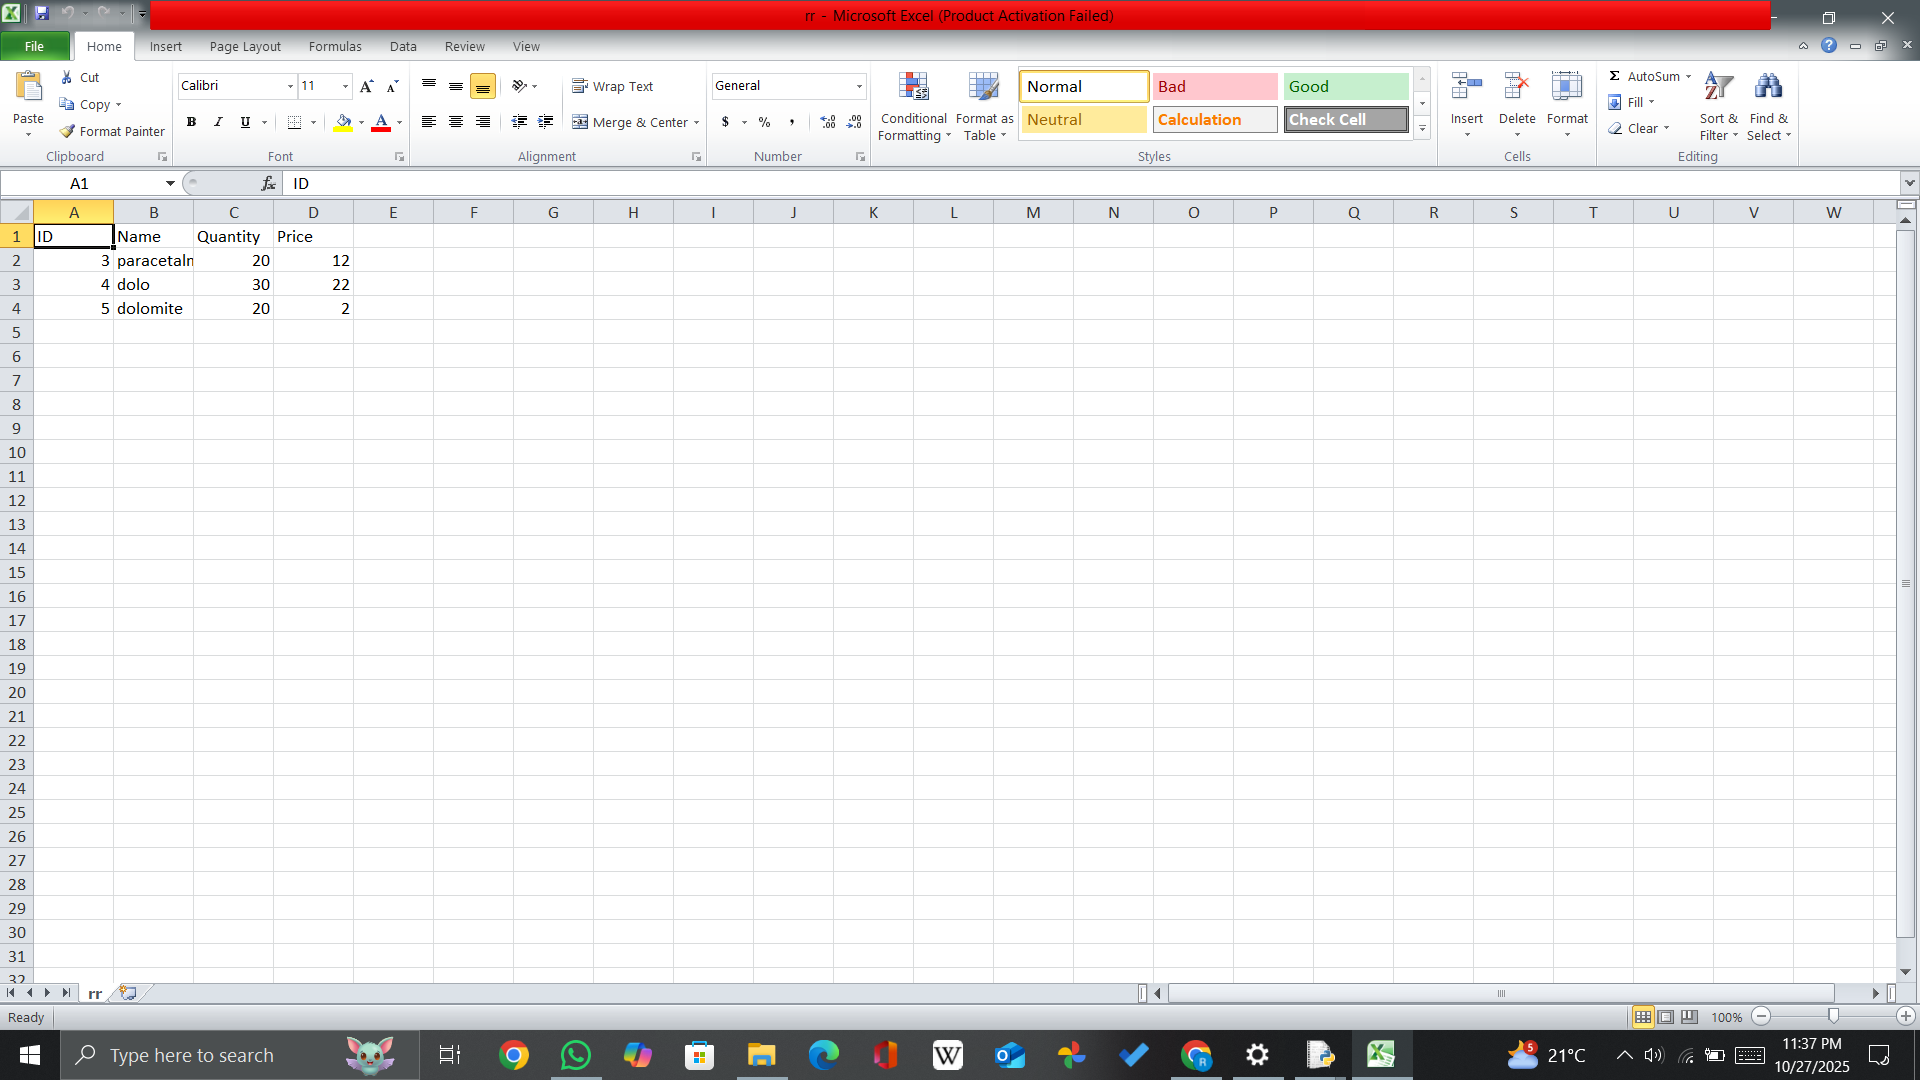 rr - Microsoft Excel (Product Activation Failed)
File Home Insert Page Layout Formulas Data Review View
Paste
Cut
Copy
Format Painter
Clipboard
Calibri 11
B I U A
Font
Wrap Text
Merge & Center
Alignment
General
$ % ,
Number
Conditional Formatting
Format as Table
Normal Bad Good
Neutral Calculation Check Cell
Styles
Insert Delete Format
Cells
Σ AutoSum
Fill
Clear
Sort & Filter
Find & Select
Editing
A1 fx ID
A B C D E F G H I J K L M N O P Q R S T U V W
1 ID Name Quantity Price
2 3 paracetaln 20 12
3 4 dolo 30 22
4 5 dolomite 20 2
5
6
7
8
9
10
11
12
13
14
15
16
17
18
19
20
21
22
23
24
25
26
27
28
29
30
31
32
rr
Ready 100%
Type here to search
5 21°C 11:37 PM
10/27/2025